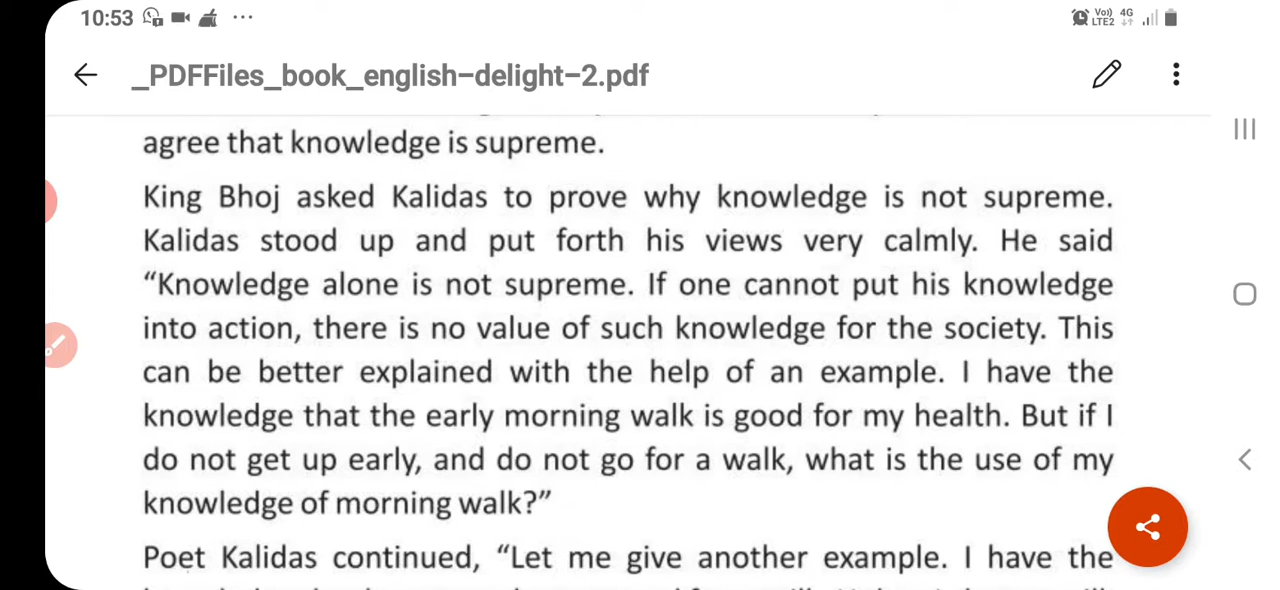 10:53
Vo)) 4G
LTE2
_PDFFiles_book_english-delight-2.pdf
agree that knowledge is supreme.
King Bhoj asked Kalidas to prove why knowledge is not supreme.
Kalidas stood up and put forth his views very calmly. He said
“Knowledge alone is not supreme. If one cannot put his knowledge
into action, there is no value of such knowledge for the society. This
can be better explained with the help of an example. I have the
knowledge that the early morning walk is good for my health. But if I
do not get up early, and do not go for a walk, what is the use of my
knowledge of morning walk?”
Poet Kalidas continued, “Let me give another example. I have the